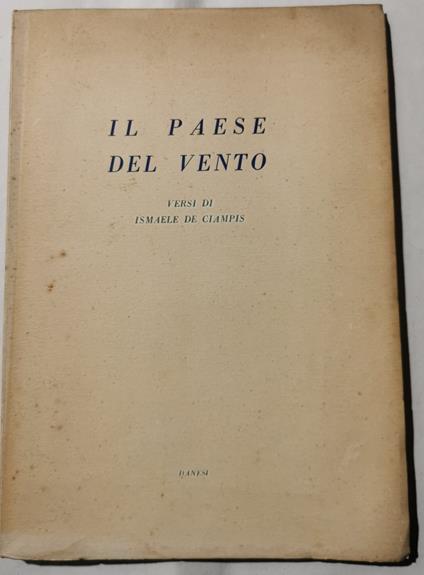 IL PAESE
DEL VENTO
VERSI DI
ISMAELE DE CIAMPIS
DANESI